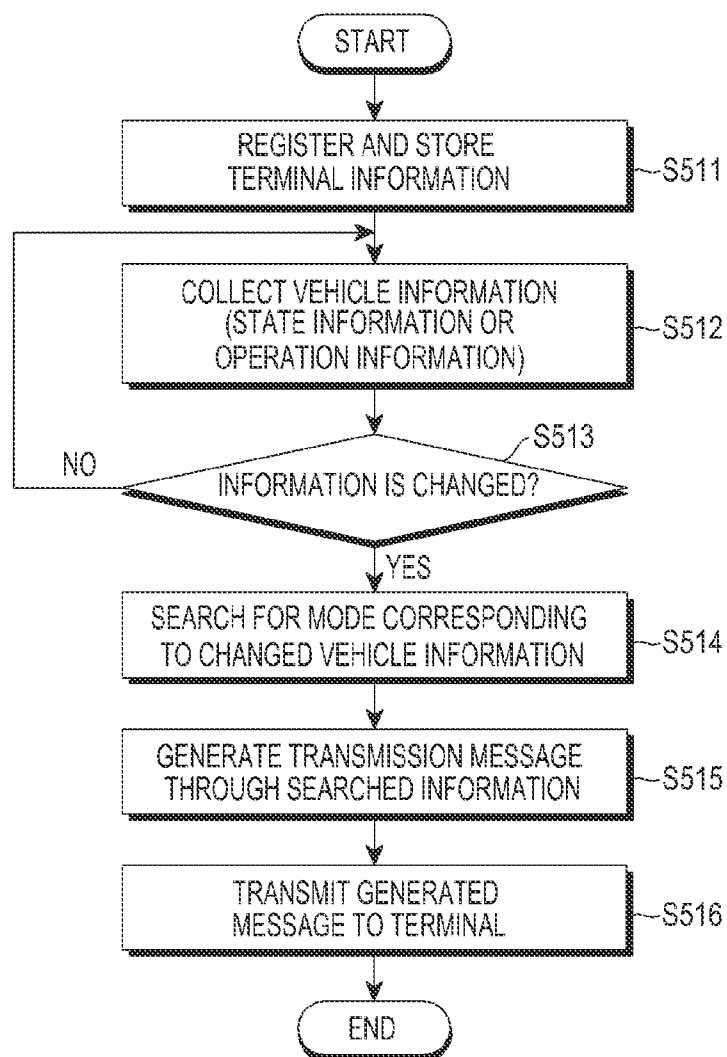 START
REGISTER AND STORE
TERMINAL INFORMATION
S511
COLLECT VEHICLE INFORMATION
(STATE INFORMATION OR
OPERATION INFORMATION)
S512
S513
NO
INFORMATION IS CHANGED?
YES
SEARCH FOR MODE CORRESPONDING
TO CHANGED VEHICLE INFORMATION
S514
GENERATE TRANSMISSION MESSAGE
THROUGH SEARCHED INFORMATION
S515
TRANSMIT GENERATED
MESSAGE TO TERMINAL
S516
END